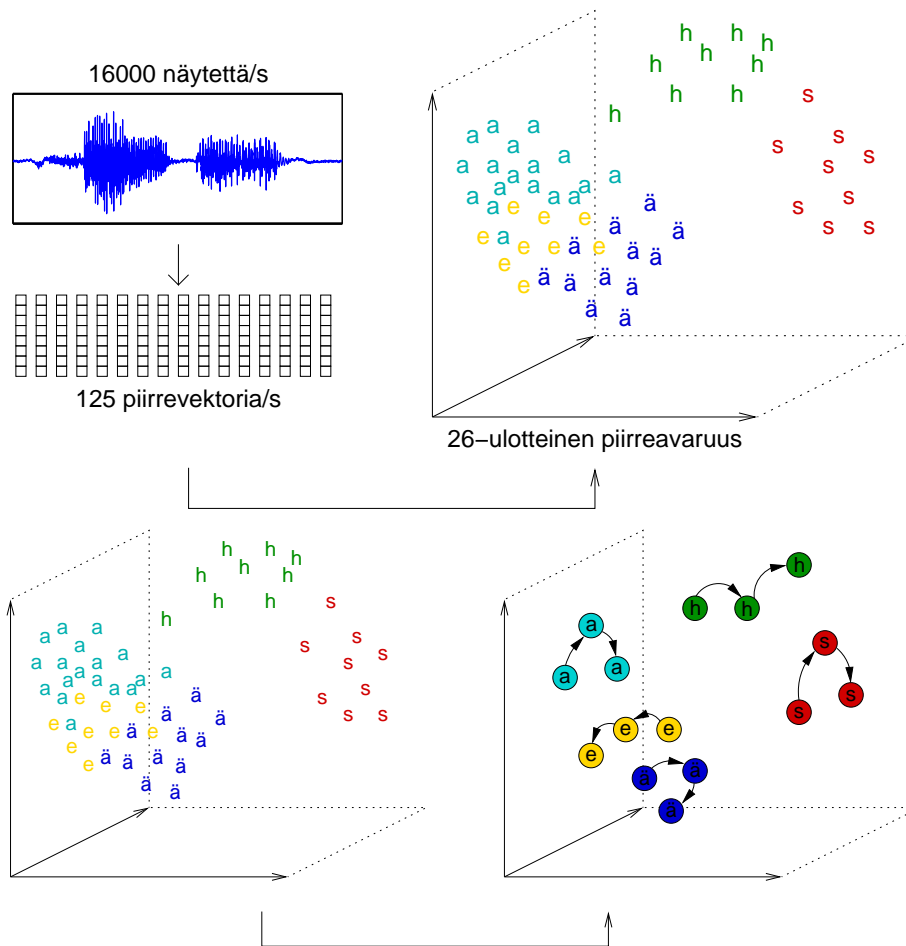 16000 näytettä/s
125 piirrevektoria/s
h h h
h
h h
h h h s
h
a a
a
a s
a s
a a s
a a a
a a a
a a s
e a ä s
e e
ä s s
e a ä
e e ä e ä
ä
e
ä ä
e ä ä
ä ä
26−ulotteinen piirreavaruus
h h h
h
h h
h h h s
h
a a
a
a s
a s
a a s
a a a
a a a
a a s
e a ä s
e e
ä s s
e a ä
e e ä e ä
ä
e
ä ä
e ä ä
ä ä
h
h h
a
a a
s
s s
e e
e
ä ä
ä